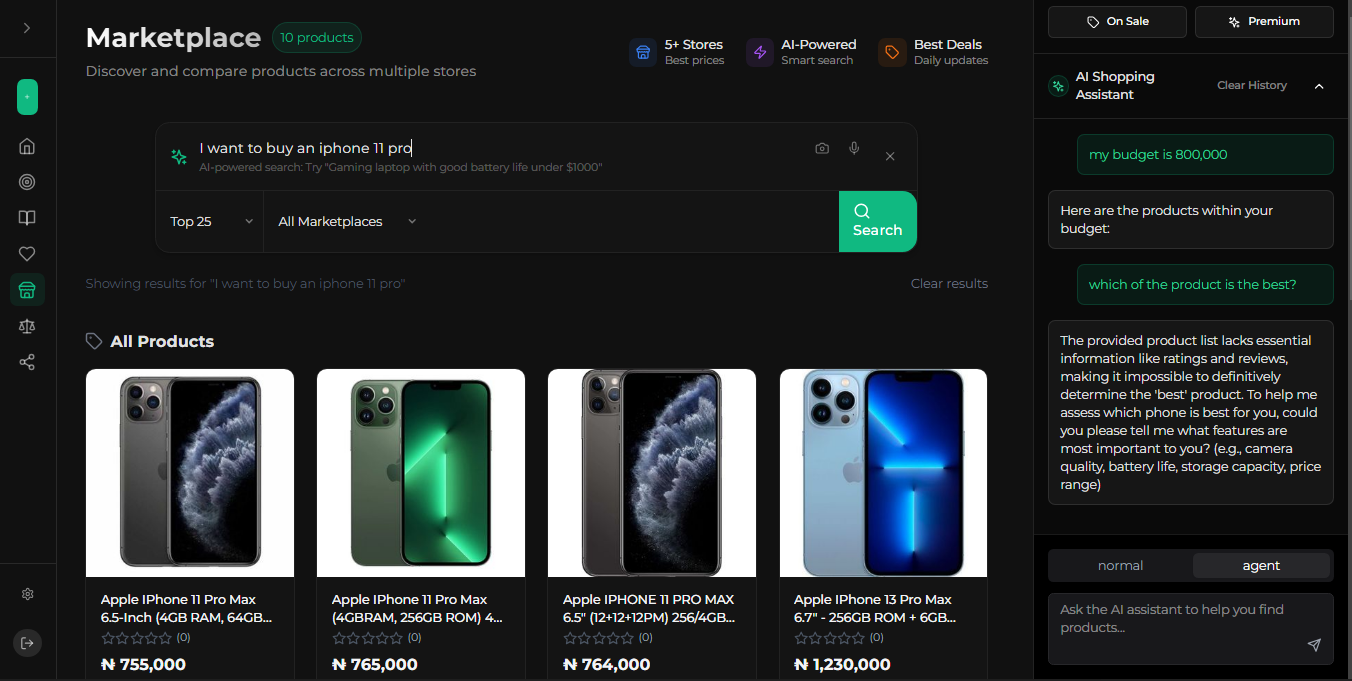 Marketplace
10 products
Discover and compare products across multiple stores
5+ Stores
Best prices
AI-Powered
Smart search
Best Deals
Daily updates
I want to buy an iphone 11 pro
AI-powered search: Try "Gaming laptop with good battery life under $1000"
Top 25
All Marketplaces
Search
Showing results for "I want to buy an iphone 11 pro"
Clear results
All Products
Apple IPhone 11 Pro Max
6.5-Inch (4GB RAM, 64GB...
(0)
₦ 755,000
Apple IPhone 11 Pro Max
(4GBRAM, 256GB ROM) 4...
(0)
₦ 765,000
Apple IPHONE 11 PRO MAX
6.5" (12+12+12PM) 256/4GB...
(0)
₦ 764,000
Apple IPhone 13 Pro Max
6.7" - 256GB ROM + 6GB...
(0)
₦ 1,230,000
On Sale
Premium
AI Shopping
Assistant
Clear History
my budget is 800,000
Here are the products within your
budget:
which of the product is the best?
The provided product list lacks essential
information like ratings and reviews,
making it impossible to definitively
determine the 'best' product. To help me
assess which phone is best for you, could
you please tell me what features are
most important to you? (e.g., camera
quality, battery life, storage capacity, price
range)
normal
agent
Ask the AI assistant to help you find
products...